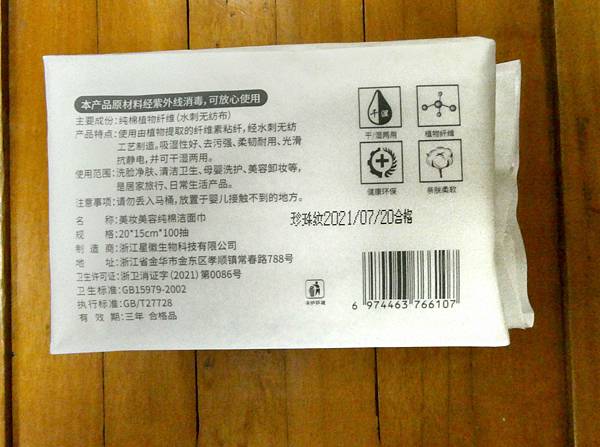 本产品原材料经紫外线消毒，可放心使用
主要成份：纯棉植物纤维（水刺无纺布）
产品特点：使用由植物提取的纤维素粘纤，经水刺无纺
工艺制造。吸湿性好、去污强、柔韧耐用、光滑
抗静电，并可干湿两用。
使用范围：洗脸净肤、清洁卫生、母婴洗护、美容卸妆等，
是居家旅行、日常生活产品。
注意事项：请勿丢入马桶，放置于婴儿接触不到的地方。
名 称：美妆美容纯棉洁面巾
规 格：20*15cm*100抽
制 造 商：浙江星徽生物科技有限公司
地 址：浙江省金华市金东区孝顺镇常春路788号
卫生许可证：浙卫消证字(2021)第0086号
卫生标准：GB15979-2002
执行标准：GB/T27728
有 效 期：三年 合格品
干 湿
干/湿两用
植物纤维
健康环保
亲肤柔软
珍珠纹2021/07/20合格
6 974463 766107